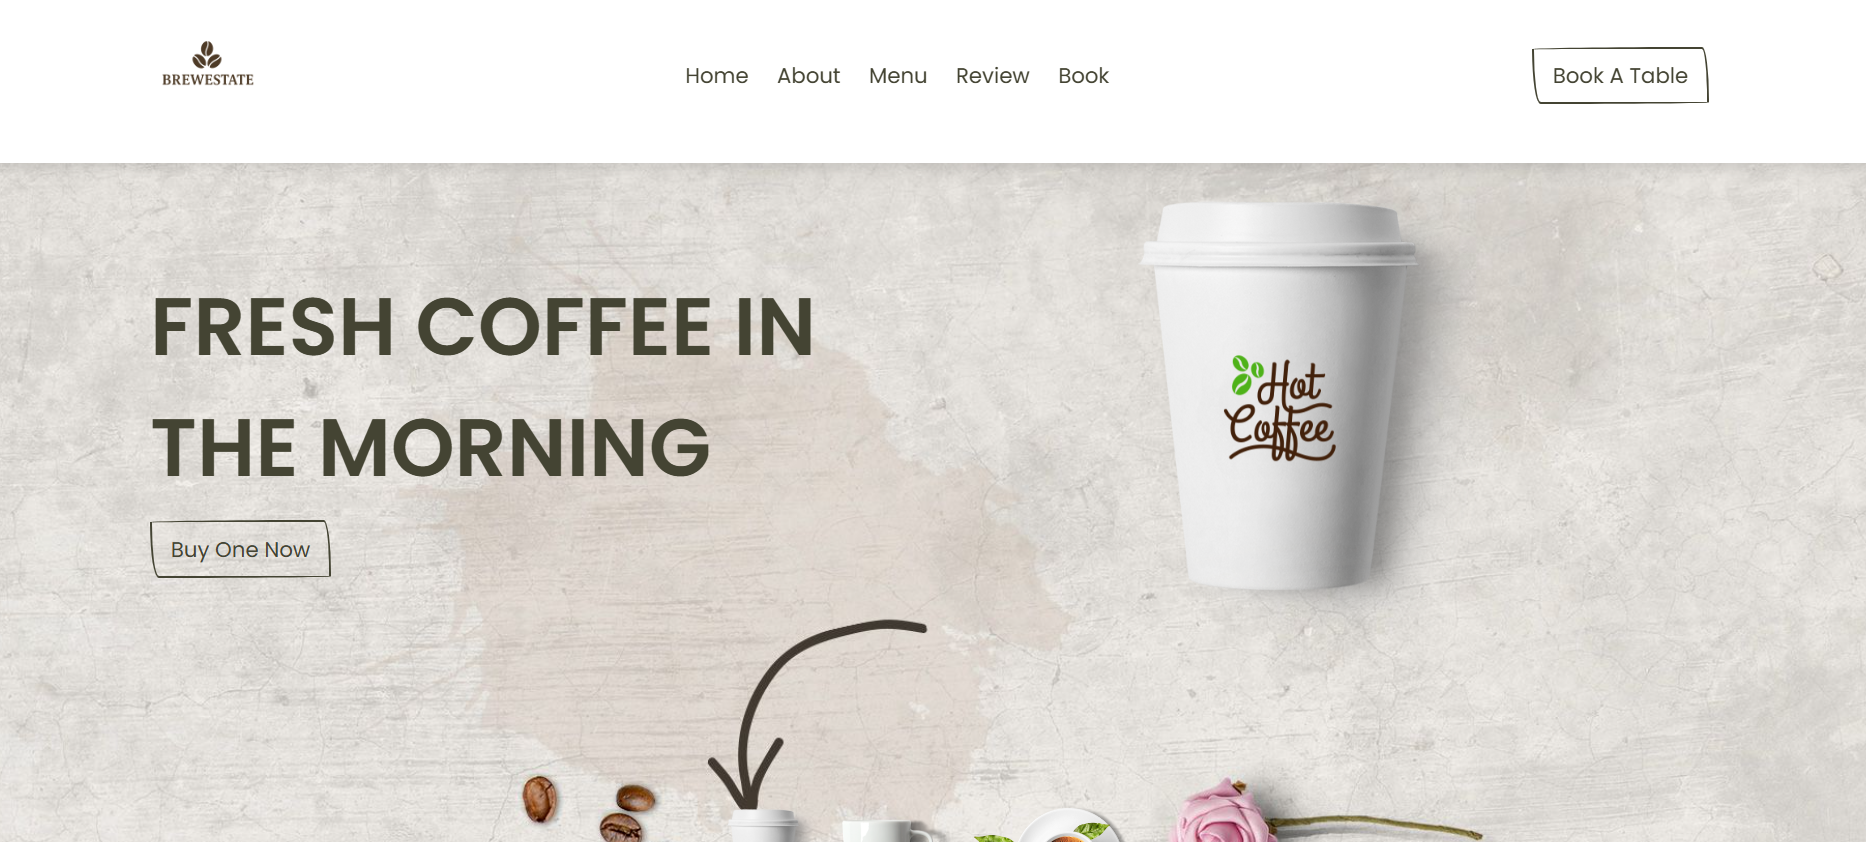 BREWESTATE
Home About Menu Review Book
Book A Table
FRESH COFFEE IN
THE MORNING
Buy One Now
Hot
Coffee